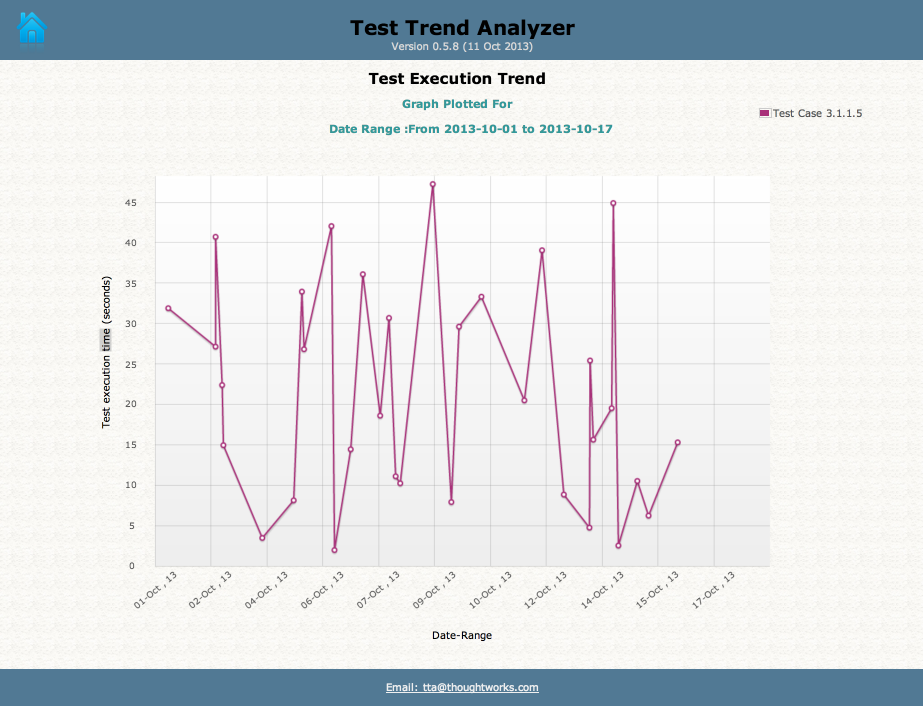 Test Trend Analyzer
Version 0.5.8 (11 Oct 2013)
Test Execution Trend
Graph Plotted For
Date Range :From 2013-10-01 to 2013-10-17
Test Case 3.1.1.5
Test execution time (seconds)
45
40
35
30
25
20
15
10
5
0
01-Oct , 13
02-Oct , 13
04-Oct , 13
06-Oct , 13
07-Oct , 13
09-Oct , 13
10-Oct , 13
12-Oct , 13
14-Oct , 13
15-Oct , 13
17-Oct , 13
Date-Range
Email: tta@thoughtworks.com